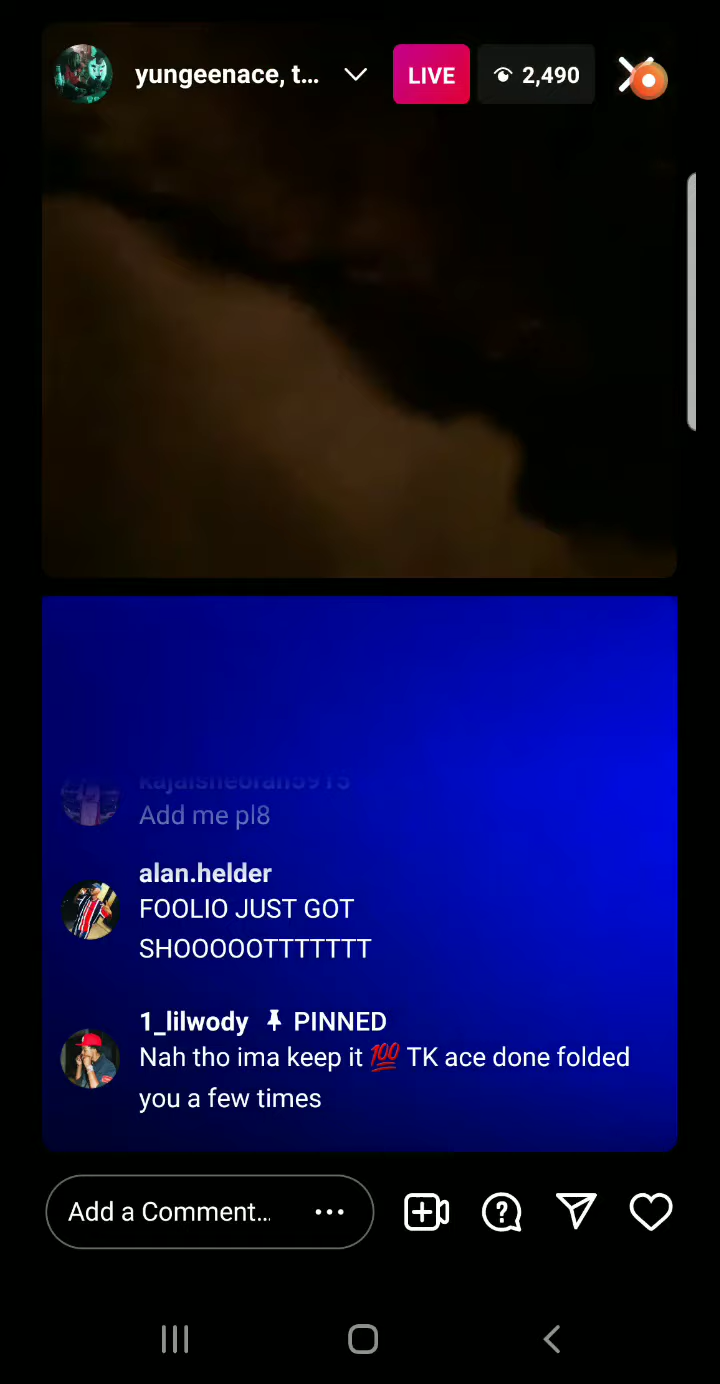 yungeenace, t...
LIVE
2,490
kajalsheoran5915
Add me pl8
alan.helder
FOOLIO JUST GOT
SHOOOOOTTTTTTT
1_lilwody PINNED
Nah tho ima keep it 💯 TK ace done folded
you a few times
Add a Comment...